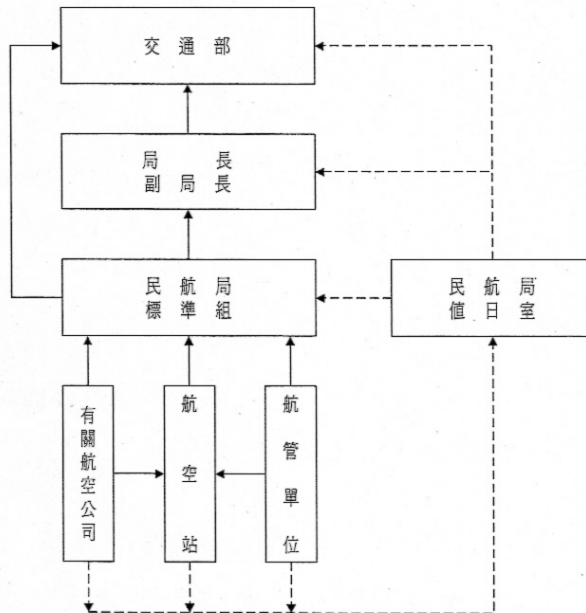 交通部
局長
副局長
民航局
標準組
民航局
值日室
有關航空公司
航空站
航管單位